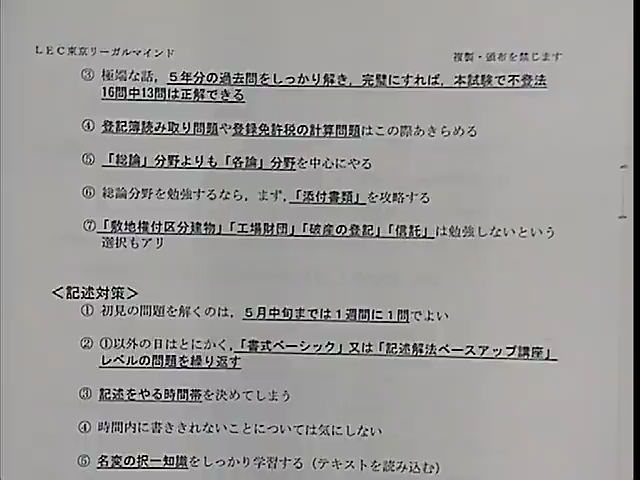 LEC東京リーガルマインド
複製・頒布を禁じます
③ 極端な話，５年分の過去問をしっかり解き，完璧にすれば，本試験で不登法
16問中13問は正解できる
④ 登記簿読み取り問題や登録免許税の計算問題はこの際あきらめる
⑤ 「総論」分野よりも「各論」分野を中心にやる
⑥ 総論分野を勉強するなら，まず，「添付書類」を攻略する
⑦ 「敷地権付区分建物」「工場財団」「破産の登記」「信託」は勉強しないという
選択もアリ
＜記述対策＞
① 初見の問題を解くのは，５月中旬までは１週間に１問でよい
② ①以外の日はとにかく，「書式ベーシック」又は「記述解法ベースアップ講座」
レベルの問題を繰り返す
③ 記述をやる時間帯を決めてしまう
④ 時間内に書ききれないことについては気にしない
⑤ 名変の択一知識をしっかり学習する（テキストを読み込む）